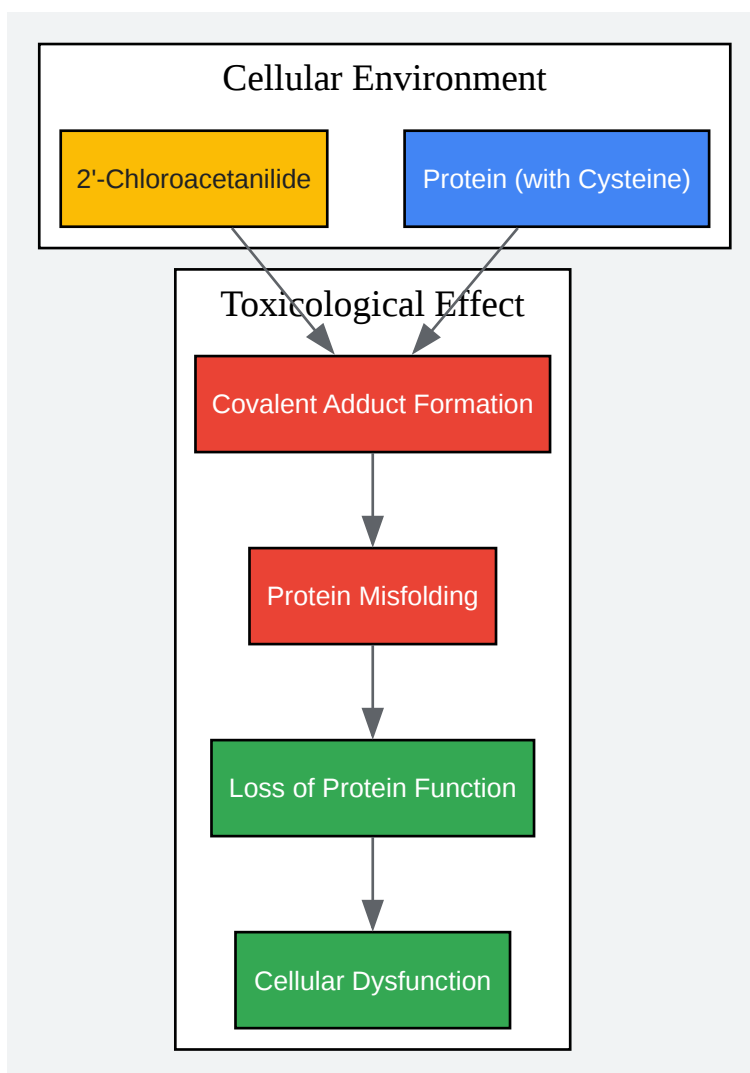 Cellular Environment
2'-Chloroacetanilide
Protein (with Cysteine)
Toxicological Effect
Covalent Adduct Formation
Protein Misfolding
Loss of Protein Function
Cellular Dysfunction